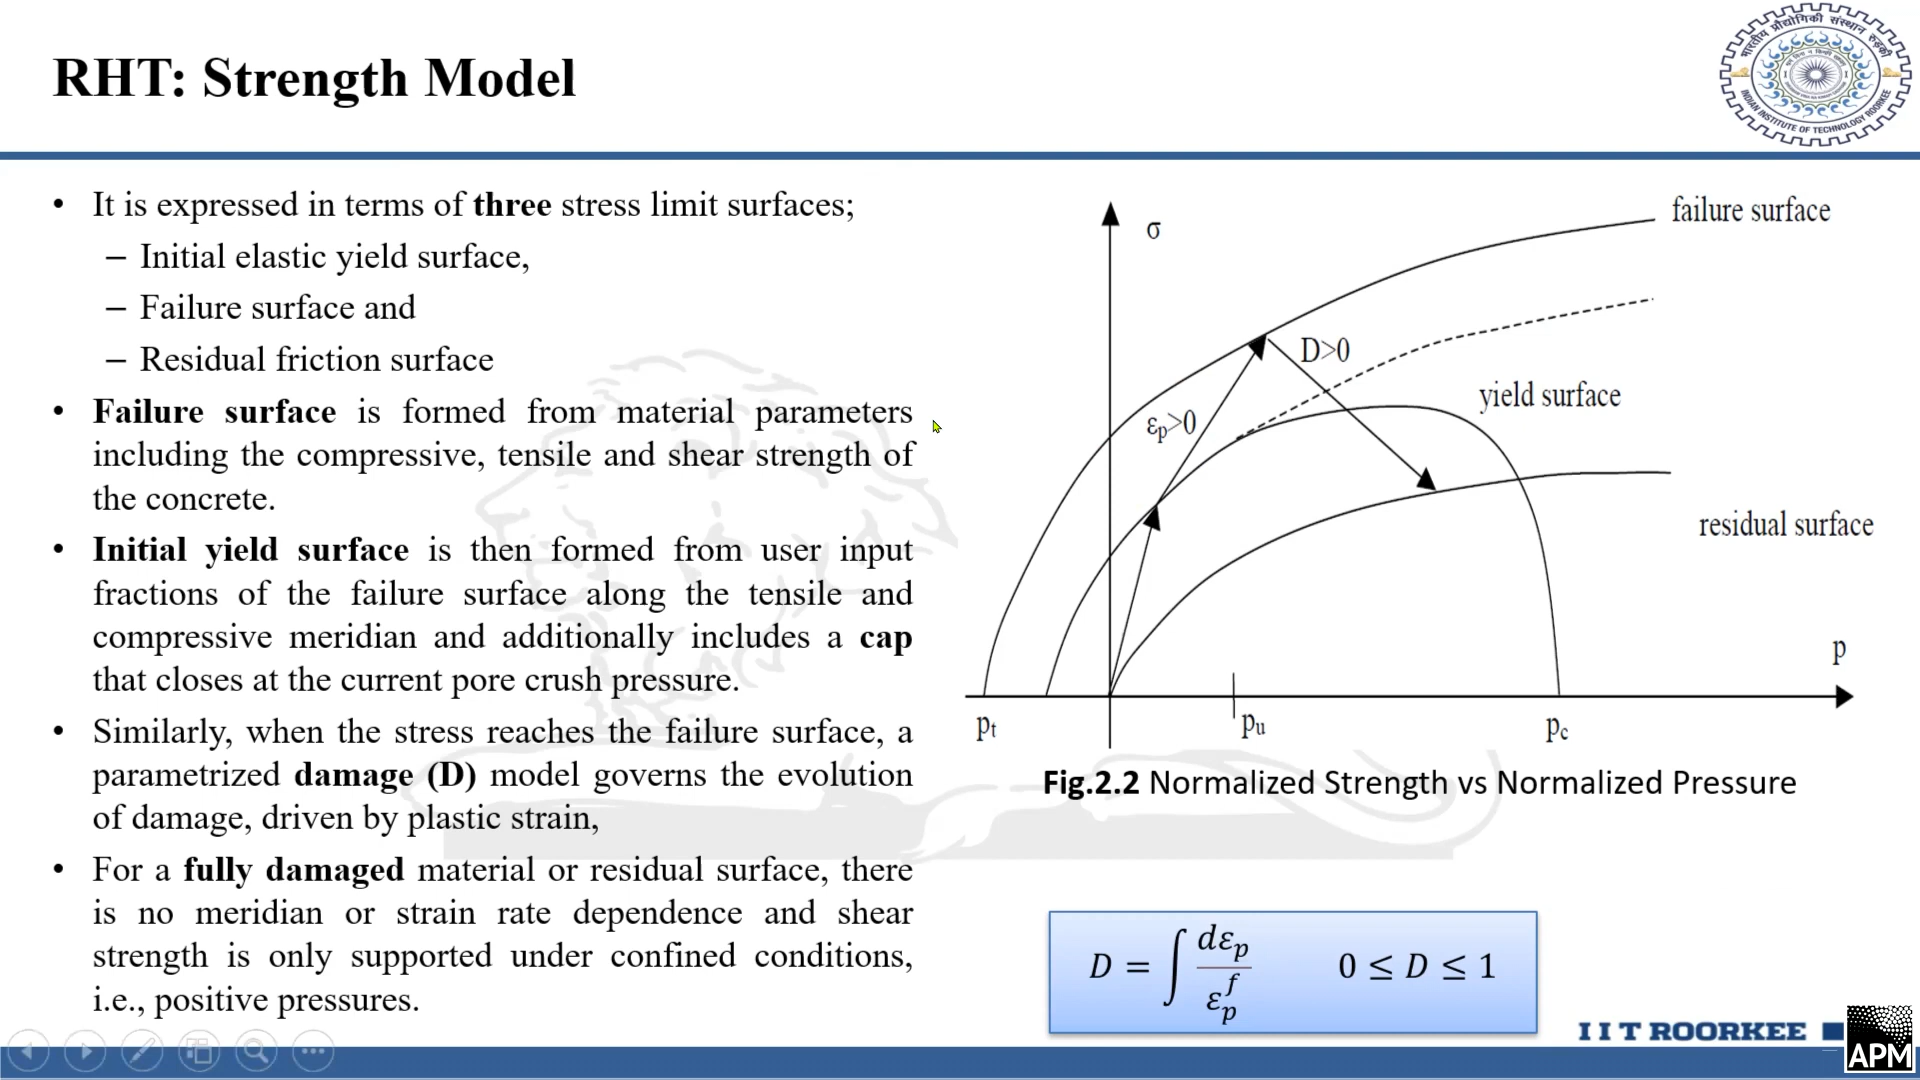 RHT: Strength Model
भारतीय प्रौद्योगिकी संस्थान रुड़की
INDIAN INSTITUTE OF TECHNOLOGY ROORKEE
• It is expressed in terms of three stress limit surfaces;
– Initial elastic yield surface,
– Failure surface and
– Residual friction surface
• Failure surface is formed from material parameters
including the compressive, tensile and shear strength of
the concrete.
• Initial yield surface is then formed from user input
fractions of the failure surface along the tensile and
compressive meridian and additionally includes a cap
that closes at the current pore crush pressure.
• Similarly, when the stress reaches the failure surface, a
parametrized damage (D) model governs the evolution
of damage, driven by plastic strain,
• For a fully damaged material or residual surface, there
is no meridian or strain rate dependence and shear
strength is only supported under confined conditions,
i.e., positive pressures.
σ
failure surface
D>0
εp>0
yield surface
residual surface
p
pt
pu
pc
Fig.2.2 Normalized Strength vs Normalized Pressure
D = ∫ dεp / εp^f    0 ≤ D ≤ 1
I I T ROORKEE
APM